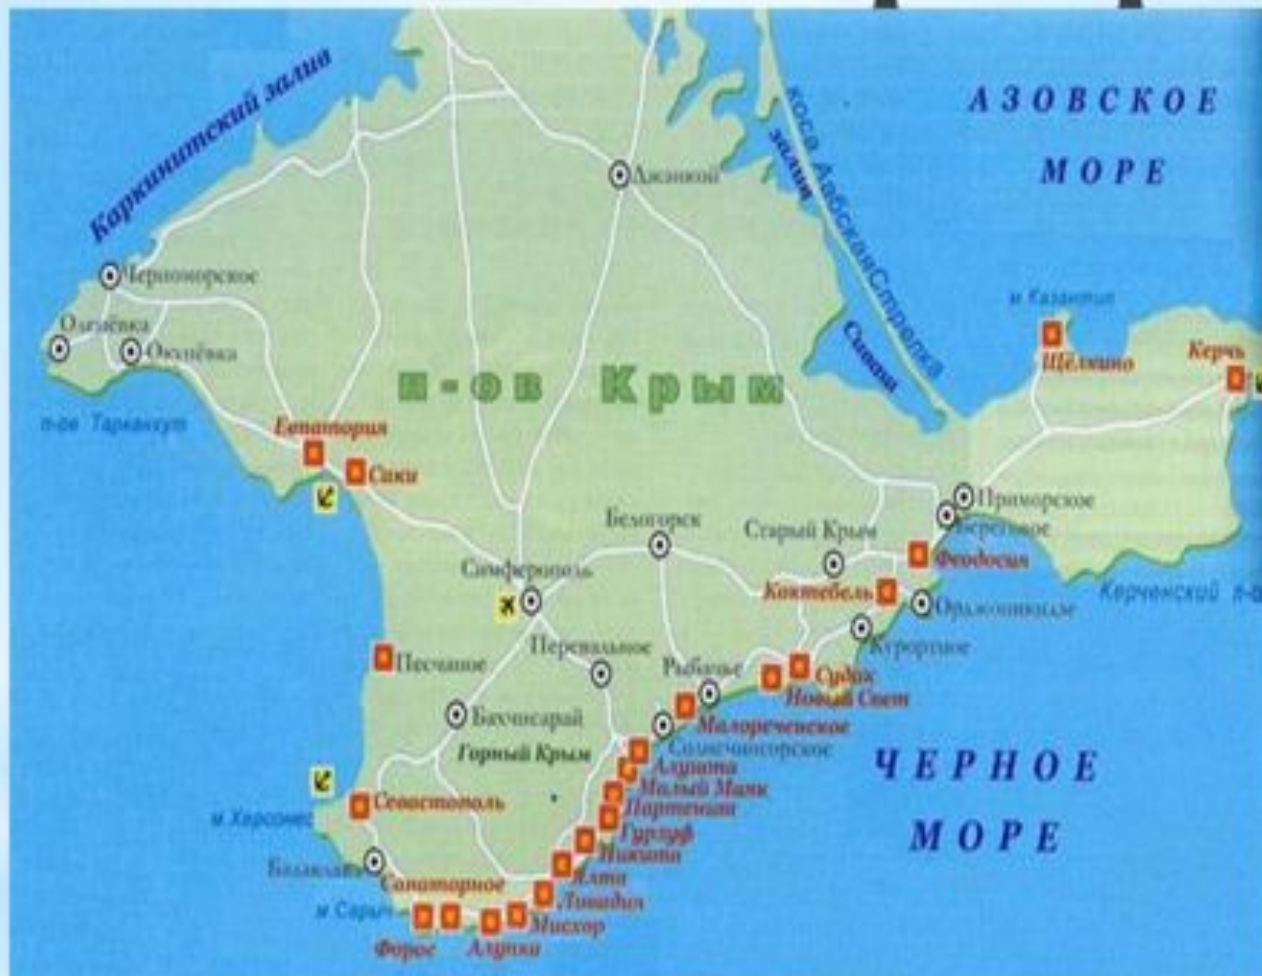 Каркинитский залив
АЗОВСКОЕ
МОРЕ
коса Арабская Стрелка
залив
Джанкой
Черноморское
м Казантип
Оленёвка
Окунёвка
Сиваш
Щёлкино
Керчь
п-ов Крым
п-ов Тарханкут
Евпатория
Саки
Приморское
Белогорск
Старый Крым
Береговое
Феодосия
Симферополь
Коктебель
Керченский п-о
Орджоникидзе
Перевальное
Курортное
Песчаное
Рыбачье
Судак
Новый Свет
Бахчисарай
Малореченское
Горный Крым
Солнечногорское
ЧЕРНОЕ
МОРЕ
Алушта
Малый Маяк
Севастополь
Партенит
м Херсонес
Гурзуф
Никита
Балаклава
Ялта
Санаторное
Ливадия
м Сарыч
Мисхор
Форос
Алупка